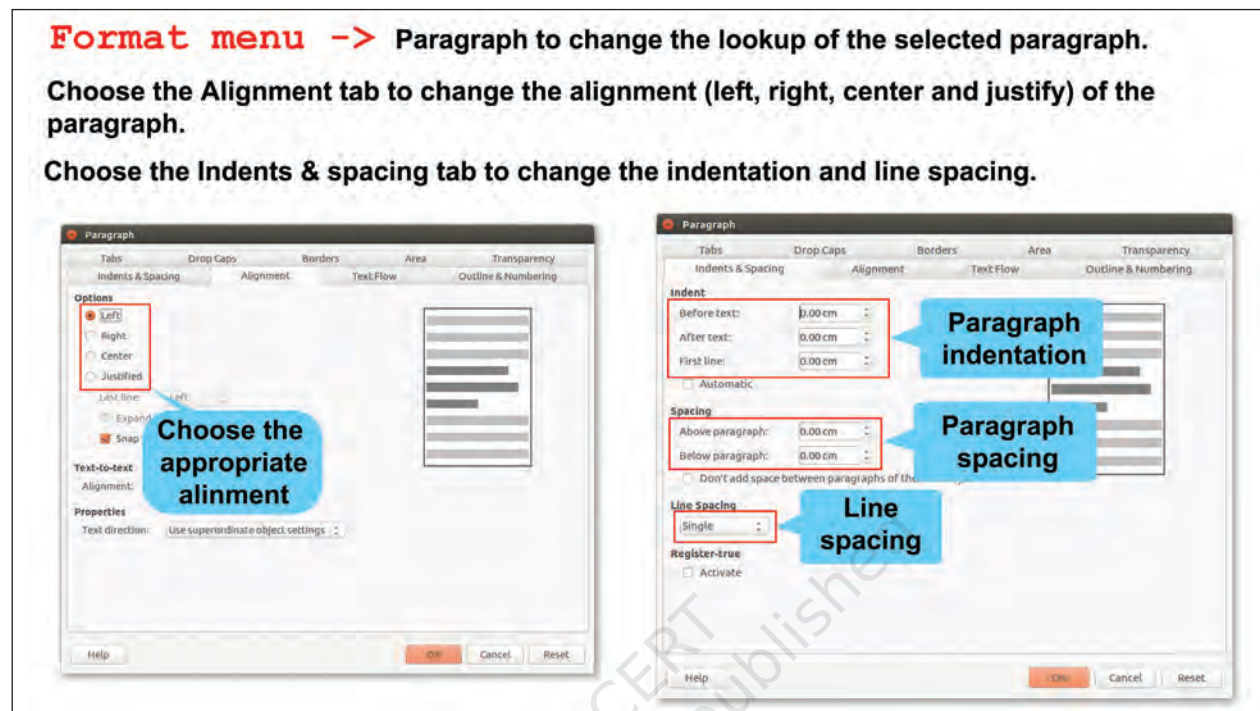 Format menu -> Paragraph to change the lookup of the selected paragraph.
Choose the Alignment tab to change the alignment (left, right, center and justify) of the
paragraph.
Choose the Indents & spacing tab to change the indentation and line spacing.
Paragraph
Tabs Drop Caps Borders Area Transparency
Indents & Spacing Alignment Text Flow Outline & Numbering
Options
Left
Right
Center
Justified
Last line: Left
Expand
Snap
Choose the
appropriate
alinment
Text-to-text
Alignment:
Properties
Text direction: Use superordinate object settings
Help OK Cancel Reset
Paragraph
Tabs Drop Caps Borders Area Transparency
Indents & Spacing Alignment Text Flow Outline & Numbering
Indent
Before text: 0.00 cm
After text: 0.00 cm
First line: 0.00 cm
Automatic
Paragraph
indentation
Spacing
Above paragraph: 0.00 cm
Below paragraph: 0.00 cm
Don't add space between paragraphs of the
Paragraph
spacing
Line Spacing
Single
Line
spacing
Register-true
Activate
Help OK Cancel Reset